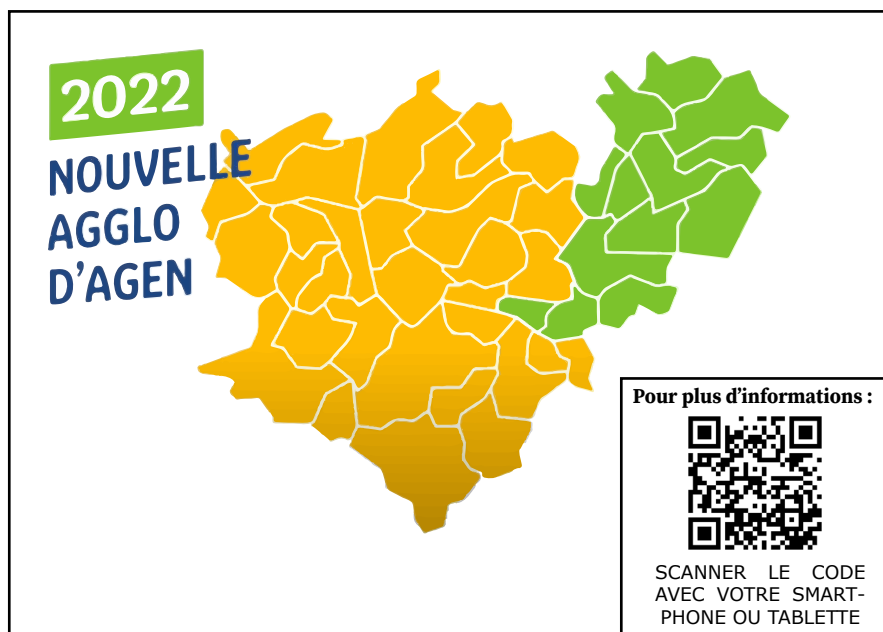 2022
NOUVELLE
AGGLO
D’AGEN
Pour plus d’informations :
SCANNER LE CODE
AVEC VOTRE SMART-
PHONE OU TABLETTE